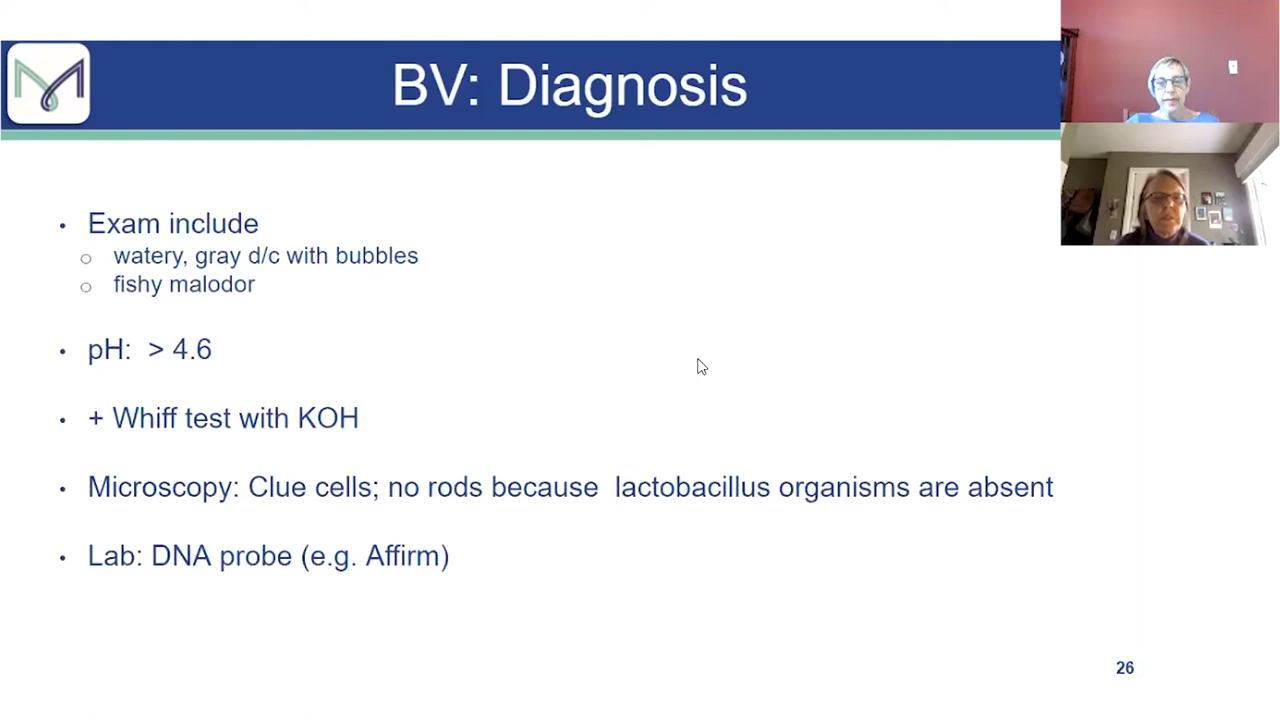 BV: Diagnosis
• Exam include
o watery, gray d/c with bubbles
o fishy malodor
• pH: > 4.6
• + Whiff test with KOH
• Microscopy: Clue cells; no rods because lactobacillus organisms are absent
• Lab: DNA probe (e.g. Affirm)
26